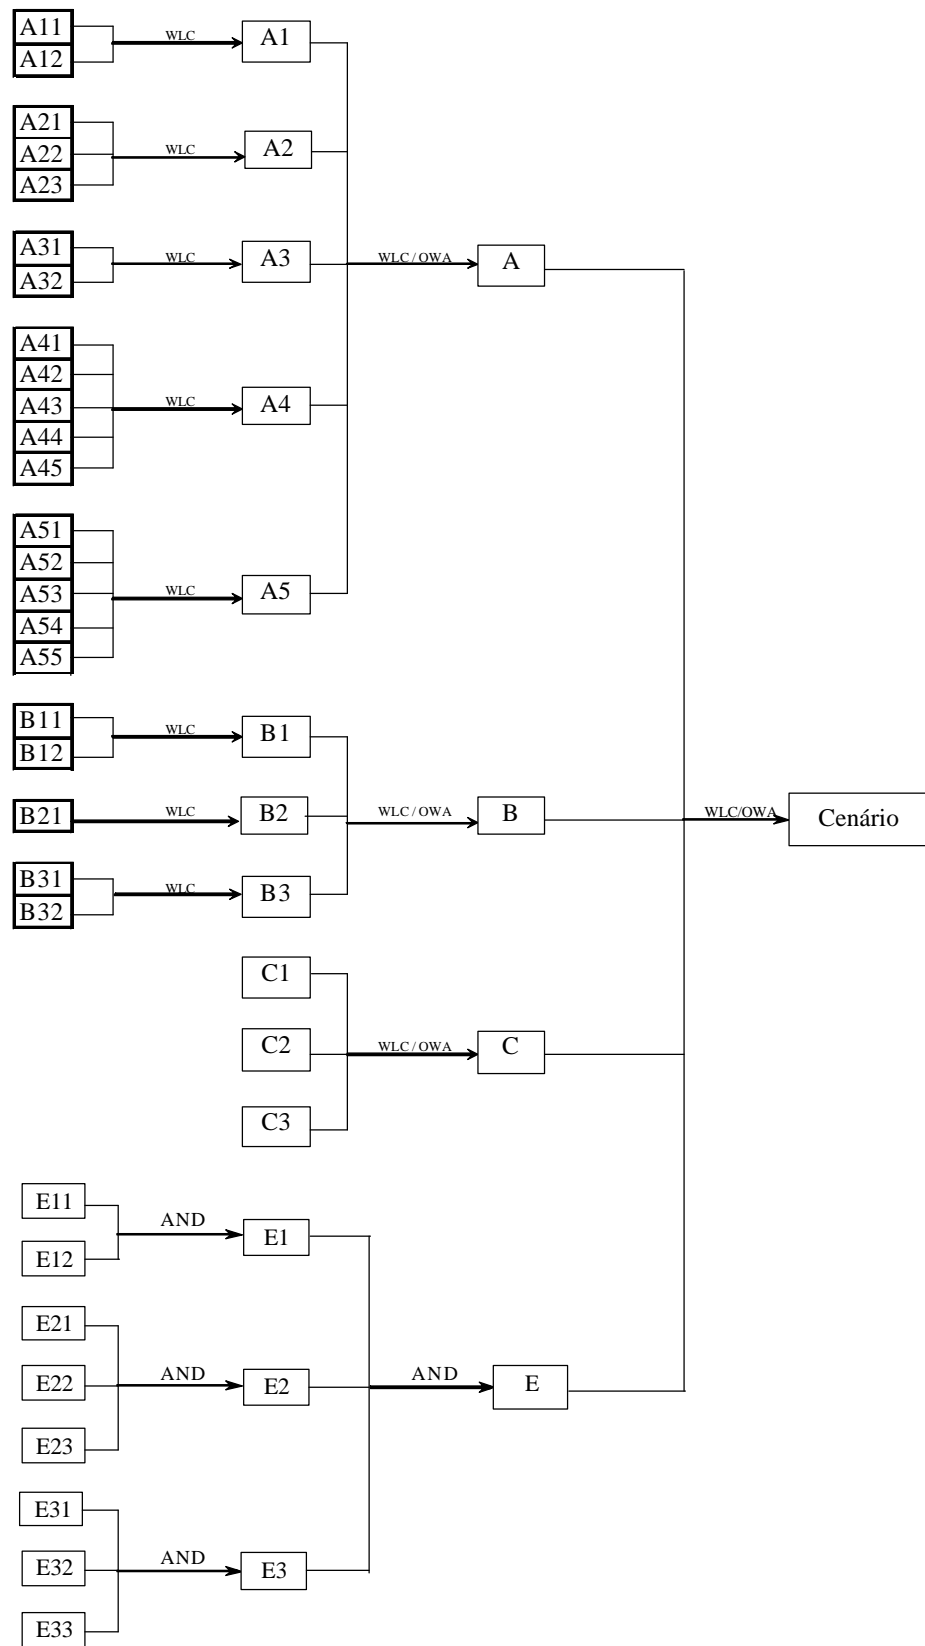 A11
A12
WLC
A1
A21
A22
A23
WLC
A2
A31
A32
WLC
A3
WLC / OWA
A
A41
A42
A43
A44
A45
WLC
A4
A51
A52
A53
A54
A55
WLC
A5
B11
B12
WLC
B1
B21
WLC
B2
WLC / OWA
B
WLC/OWA
Cenário
B31
B32
WLC
B3
C1
C2
C3
WLC / OWA
C
E11
E12
AND
E1
E21
E22
E23
AND
E2
AND
E
E31
E32
E33
AND
E3